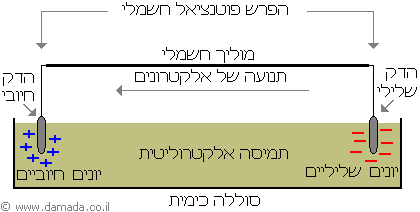 הפרש פוטנציאל חשמלי
מוליך חשמלי
תנועה של אלקטרונים
הדק
שלילי
הדק
חיובי
תמיסה אלקטרוליטית
יונים שליליים
יונים חיוביים
סוללה כימית
© www.damada.co.il